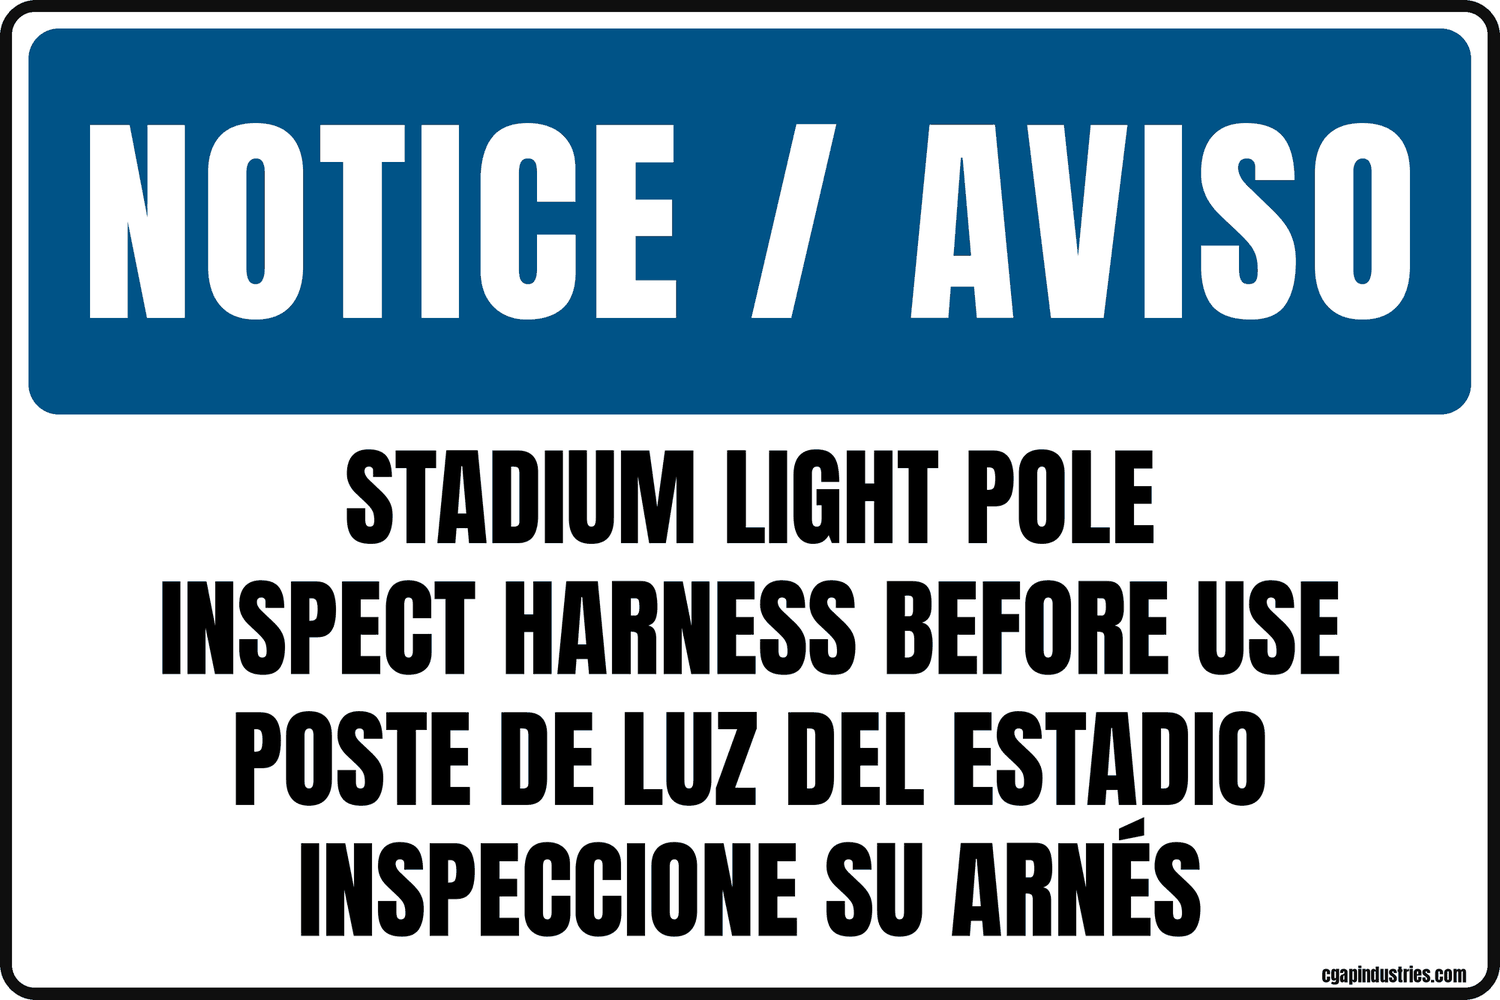 NOTICE / AVISO
STADIUM LIGHT POLE
INSPECT HARNESS BEFORE USE
POSTE DE LUZ DEL ESTADIO
INSPECCIONE SU ARNÉS
cgapindustries.com